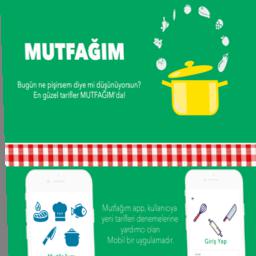 MUTFAĞIM
Bugün ne pişirsem diye mi düşünüyorsun?
En güzel tarifler MUTFAĞIM'da!
Mutfağım app, kullanıcıya
yeni tarifleri denemelerine
yardımcı olan
Mobil bir uygulamadır.
Giriş Yap